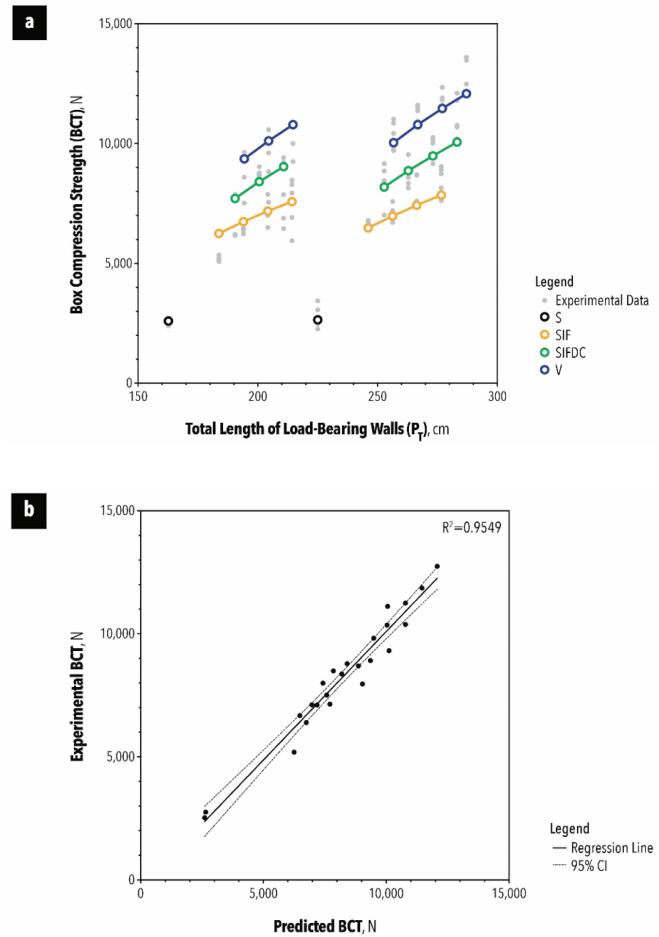 a
15,000
10,000
5,000
0
Box Compression Strength (BCT), N
150
200
250
300
Total Length of Load-Bearing Walls (P_T), cm
Legend
Experimental Data
S
SIF
SIFDC
V
b
15,000
10,000
5,000
0
Experimental BCT, N
R²=0.9549
0
5,000
10,000
15,000
Predicted BCT, N
Legend
Regression Line
95% CI